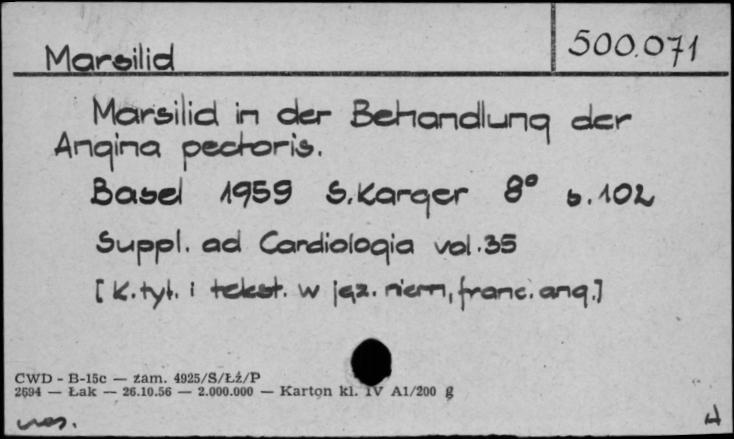 Marsilid 500.071
Marsilid in der Behandlung der
Angina pectoris.
Basel 1959 S.Karger 8° s.102
Suppl. ad Cardiologia vol.35
[K.tyt. i tekst. w jęz. niem, franc. ang.]
CWD - B-15c — zam. 4925/S/Łź/P
2694 — Łak — 26.10.56 — 2.000.000 — Karton kl. IV A1/200 g